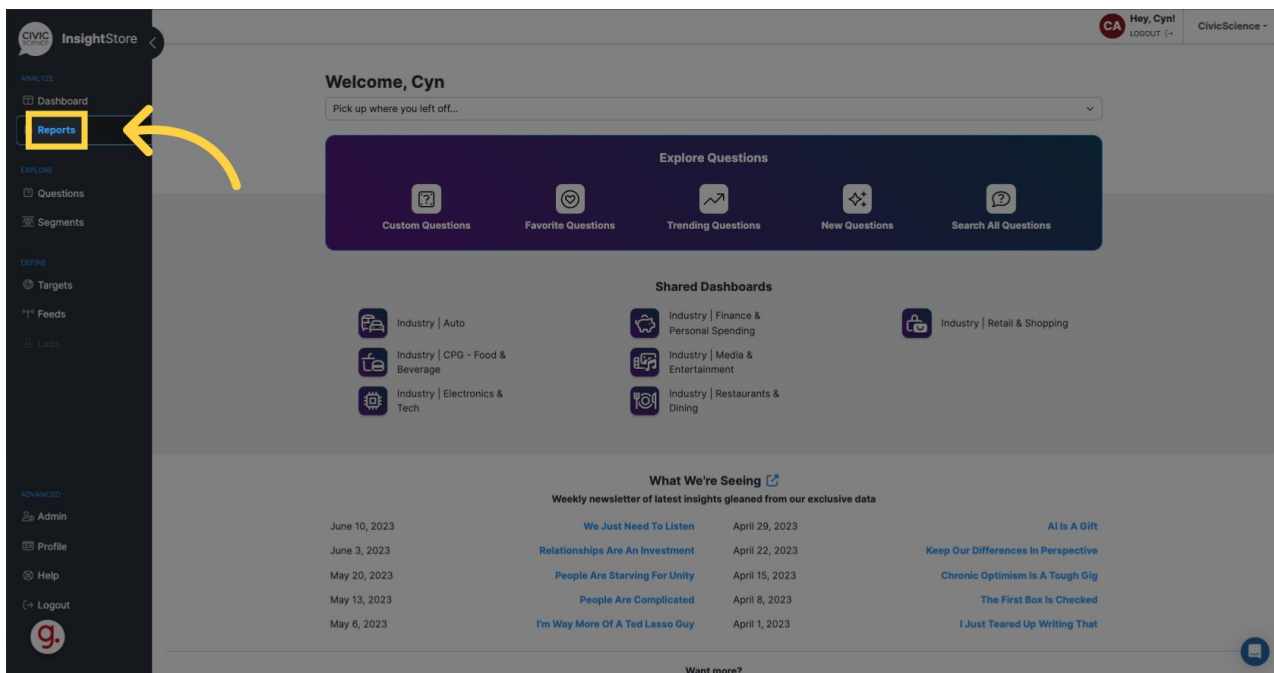 CIVIC
SCIENCE
InsightStore
CA
Hey, Cyn!
LOGOUT
CivicScience
ANALYZE
Dashboard
Reports
EXPLORE
Questions
Segments
DEFINE
Targets
Feeds
Labs
ADVANCED
Admin
Profile
Help
Logout
g.
Welcome, Cyn
Pick up where you left off...
Explore Questions
Custom Questions
Favorite Questions
Trending Questions
New Questions
Search All Questions
Shared Dashboards
Industry | Auto
Industry | Finance &
Personal Spending
Industry | Retail & Shopping
Industry | CPG - Food &
Beverage
Industry | Media &
Entertainment
Industry | Electronics &
Tech
Industry | Restaurants &
Dining
What We're Seeing
Weekly newsletter of latest insights gleaned from our exclusive data
June 10, 2023 We Just Need To Listen April 29, 2023 AI Is A Gift
June 3, 2023 Relationships Are An Investment April 22, 2023 Keep Our Differences In Perspective
May 20, 2023 People Are Starving For Unity April 15, 2023 Chronic Optimism Is A Tough Gig
May 13, 2023 People Are Complicated April 8, 2023 The First Box Is Checked
May 6, 2023 I'm Way More Of A Ted Lasso Guy April 1, 2023 I Just Teared Up Writing That
Want more?